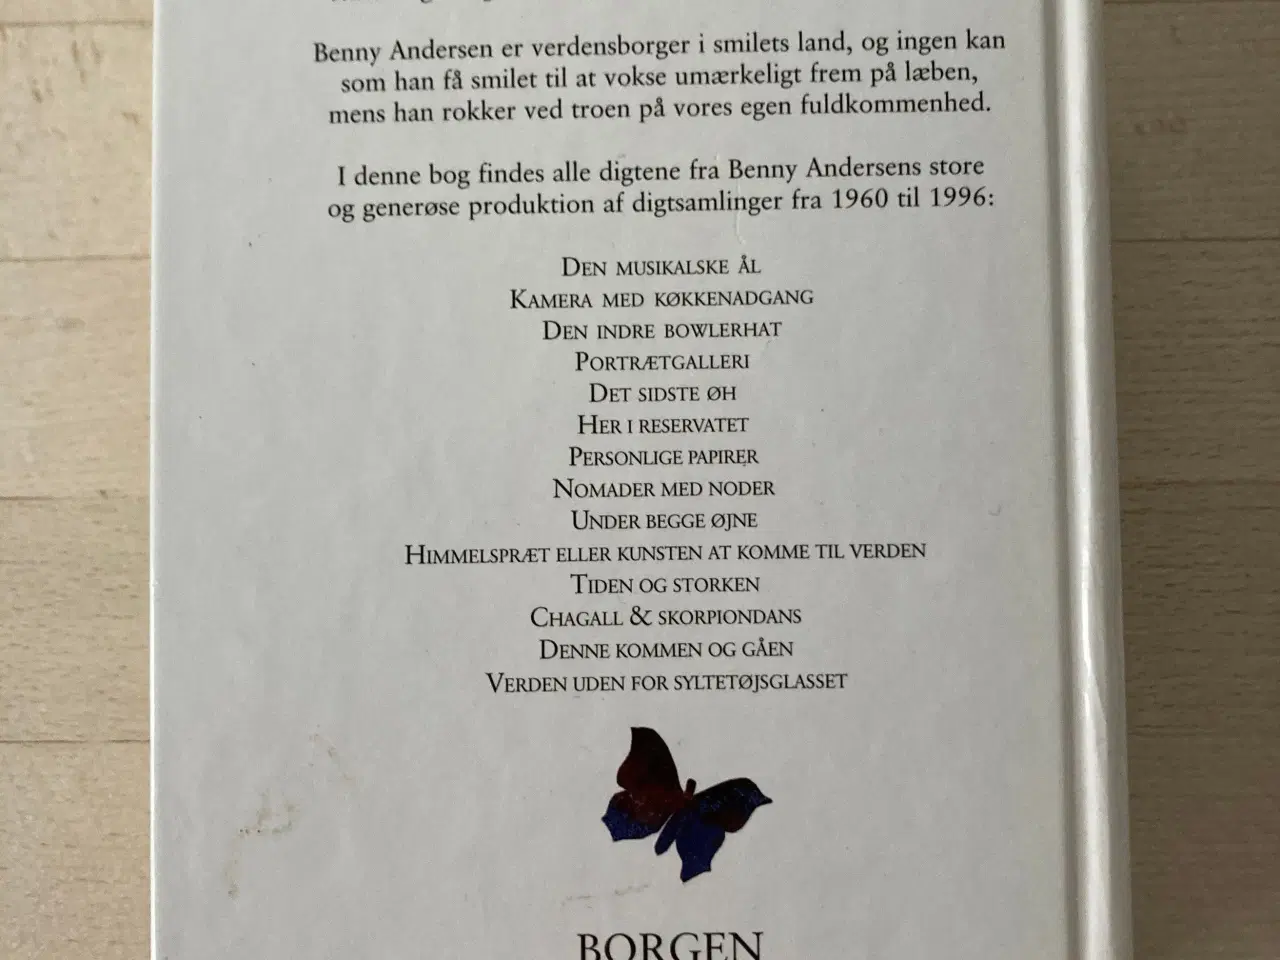 Benny Andersen er verdensborger i smilets land, og ingen kan
som han få smilet til at vokse umærkeligt frem på læben,
mens han rokker ved troen på vores egen fuldkommenhed.
I denne bog findes alle digtene fra Benny Andersens store
og generøse produktion af digtsamlinger fra 1960 til 1996:
DEN MUSIKALSKE ÅL
KAMERA MED KØKKENADGANG
DEN INDRE BOWLERHAT
PORTRÆTGALLERI
DET SIDSTE ØH
HER I RESERVATET
PERSONLIGE PAPIRER
NOMADER MED NODER
UNDER BEGGE ØJNE
HIMMELSPRÆT ELLER KUNSTEN AT KOMME TIL VERDEN
TIDEN OG STORKEN
CHAGALL & SKORPIONDANS
DENNE KOMMEN OG GÅEN
VERDEN UDEN FOR SYLTETØJSGLASSET
BORGEN